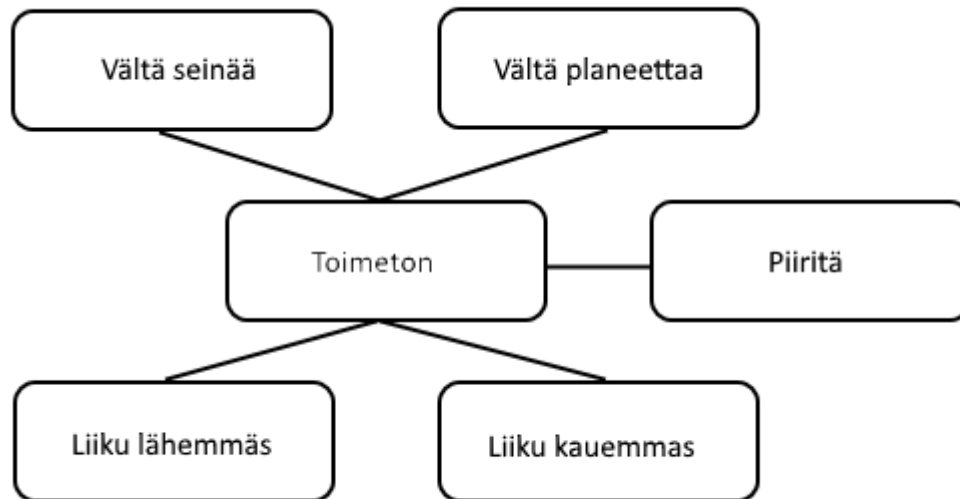 Vältä seinää
Vältä planeettaa
Toimeton
Piiritä
Liiku lähemmäs
Liiku kauemmas